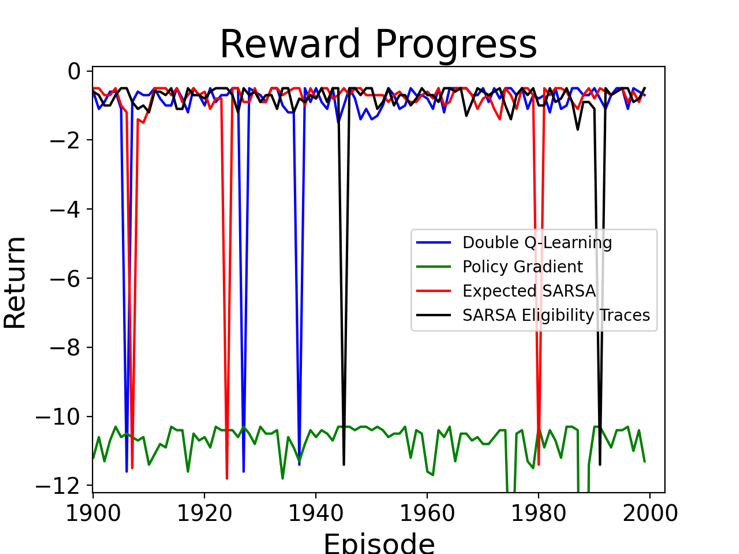 Reward Progress
0
−2
−4
−6
−8
−10
−12
Return
Double Q-Learning
Policy Gradient
Expected SARSA
SARSA Eligibility Traces
1900 1920 1940 1960 1980 2000
Episode